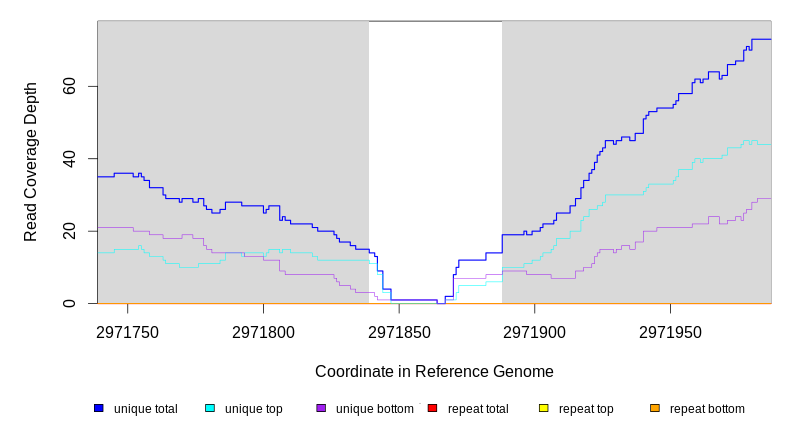 Read Coverage Depth
60
40
20
0
2971750 2971800 2971850 2971900 2971950
Coordinate in Reference Genome
unique total unique top unique bottom repeat total repeat top repeat bottom